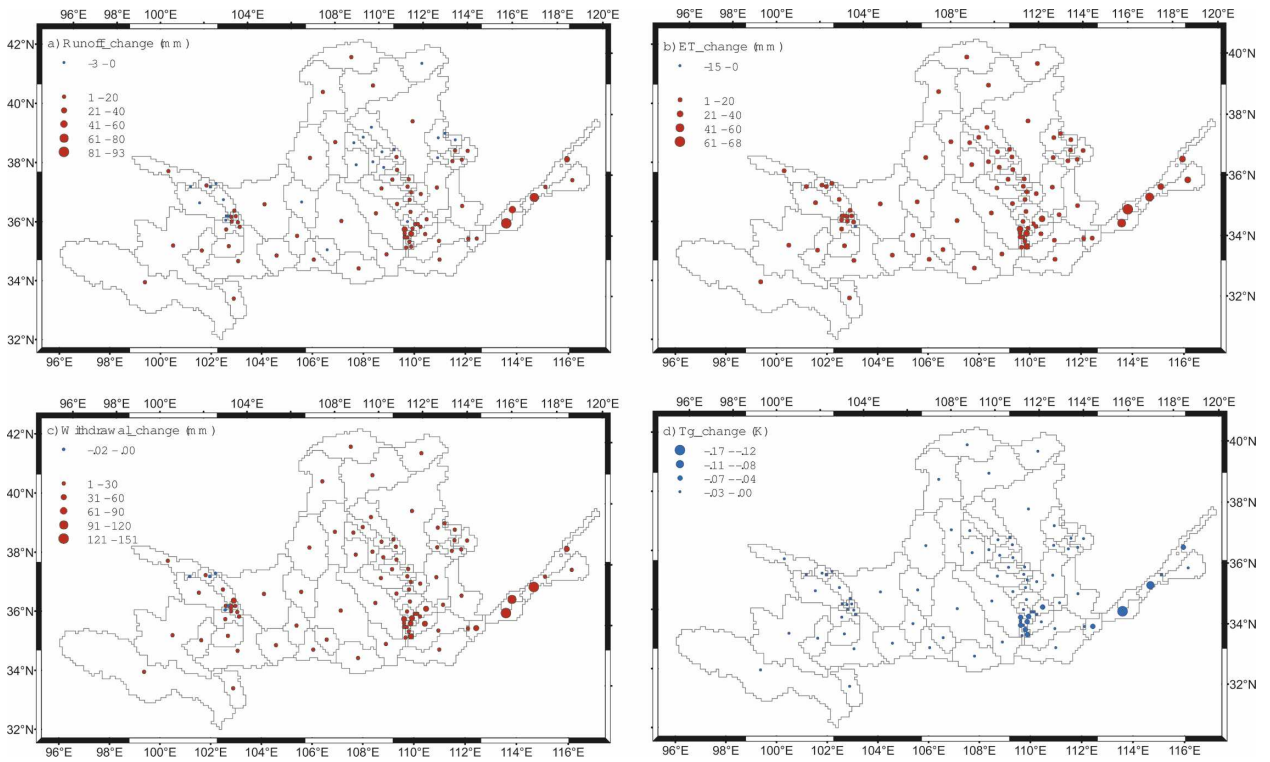 96°E 98°E 100°E 102°E 104°E 106°E 108°E 110°E 112°E 114°E 116°E 118°E 120°E
42°N
a) Runoff_change (mm)
-3 - 0
40°N
1 - 20
21 - 40
41 - 60
61 - 80
81 - 93
38°N
36°N
34°N
32°N
96°E 98°E 100°E 102°E 104°E 106°E 108°E 110°E 112°E 114°E 116°E
96°E 98°E 100°E 102°E 104°E 106°E 108°E 110°E 112°E 114°E 116°E 118°E 120°E
b) ET_change (mm)
40°N
-15 - 0
38°N
1 - 20
21 - 40
41 - 60
61 - 68
36°N
34°N
32°N
96°E 98°E 100°E 102°E 104°E 106°E 108°E 110°E 112°E 114°E 116°E
96°E 98°E 100°E 102°E 104°E 106°E 108°E 110°E 112°E 114°E 116°E 118°E 120°E
42°N
c) Withdrawal_change (mm)
-.02 - .00
40°N
1 - 30
31 - 60
61 - 90
91 - 120
121 - 151
38°N
36°N
34°N
32°N
96°E 98°E 100°E 102°E 104°E 106°E 108°E 110°E 112°E 114°E 116°E
96°E 98°E 100°E 102°E 104°E 106°E 108°E 110°E 112°E 114°E 116°E 118°E 120°E
d) Tg_change (K)
40°N
-.17 - -.12
-.11 - -.08
-.07 - -.04
-.03 - .00
38°N
36°N
34°N
32°N
96°E 98°E 100°E 102°E 104°E 106°E 108°E 110°E 112°E 114°E 116°E